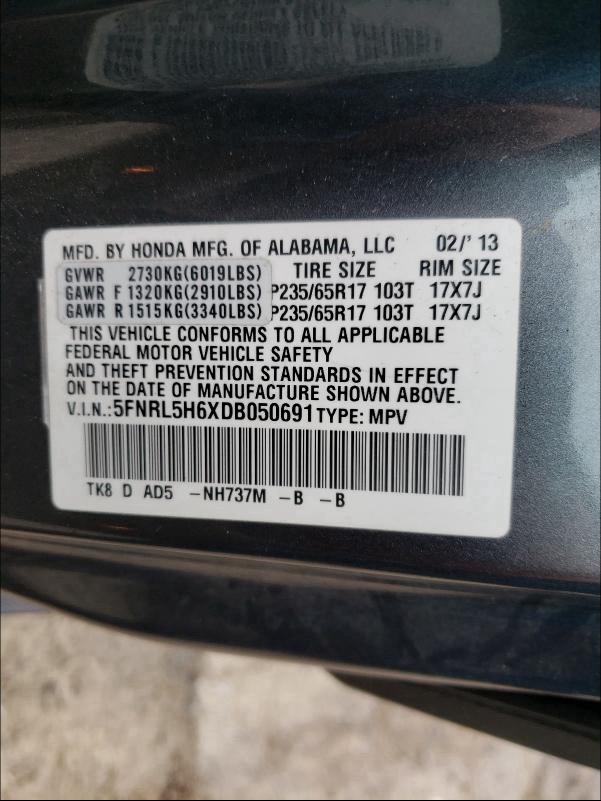 MFD. BY HONDA MFG. OF ALABAMA, LLC 02/'13
GVWR 2730KG(6019LBS) TIRE SIZE RIM SIZE
GAWR F 1320KG(2910LBS) P235/65R17 103T 17X7J
GAWR R 1515KG(3340LBS) P235/65R17 103T 17X7J
THIS VEHICLE CONFORMS TO ALL APPLICABLE
FEDERAL MOTOR VEHICLE SAFETY
AND THEFT PREVENTION STANDARDS IN EFFECT
ON THE DATE OF MANUFACTURE SHOWN ABOVE.
V.I.N.:5FNRL5H6XDB050691 TYPE: MPV
TK8 D AD5 -NH737M -B -B